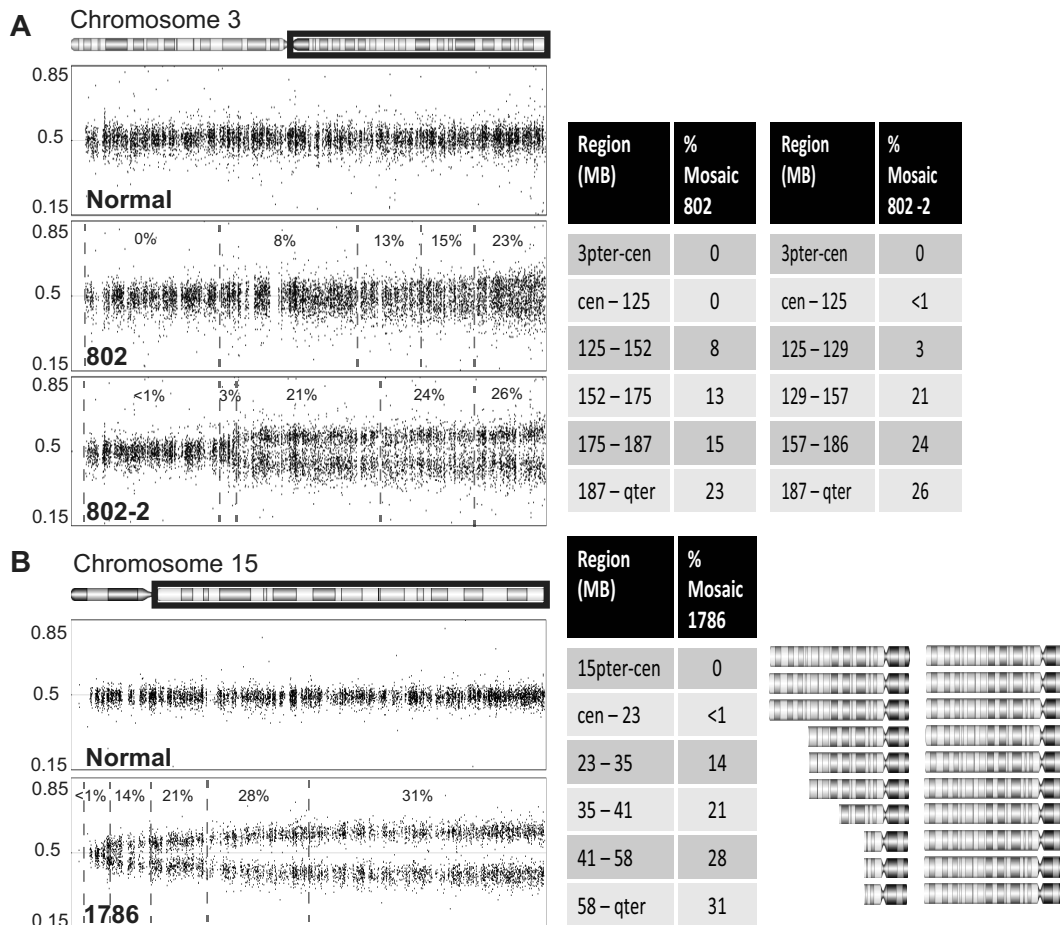 A
Chromosome 3
0.85
0.5
0.15
Normal
0.85
0% 8% 13% 15% 23%
0.5
0.15
802
0.85
<1% 3% 21% 24% 26%
0.5
0.15
802-2
Region (MB) % Mosaic 802
3pter-cen 0
cen – 125 0
125 – 152 8
152 – 175 13
175 – 187 15
187 – qter 23
Region (MB) % Mosaic 802 -2
3pter-cen 0
cen – 125 <1
125 – 129 3
129 – 157 21
157 – 186 24
187 – qter 26
B
Chromosome 15
0.85
0.5
0.15
Normal
0.85
<1% 14% 21% 28% 31%
0.5
0.15
1786
Region (MB) % Mosaic 1786
15pter-cen 0
cen – 23 <1
23 – 35 14
35 – 41 21
41 – 58 28
58 – qter 31